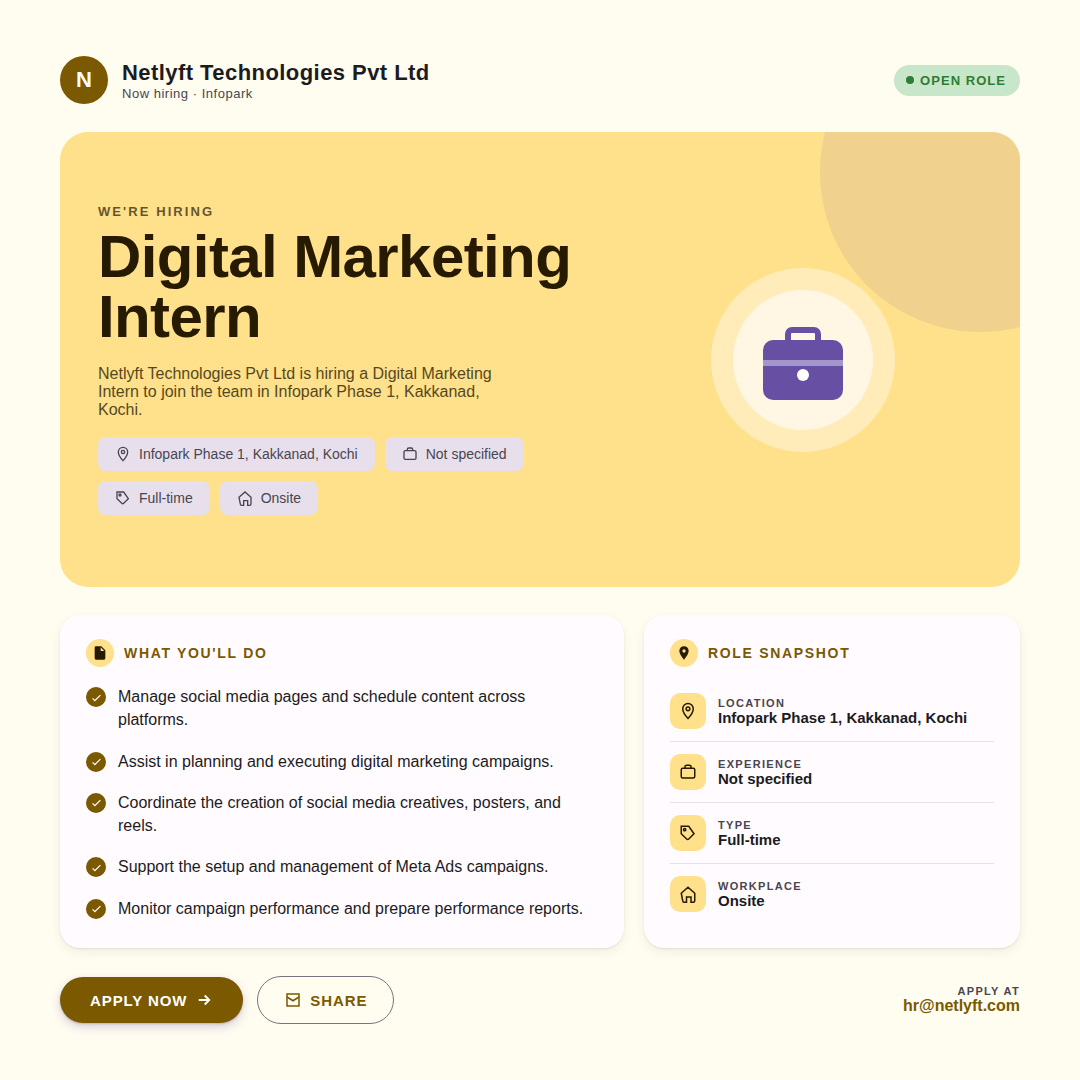 N
Netlyft Technologies Pvt Ltd
Now hiring · Infopark
OPEN ROLE
WE'RE HIRING
Digital Marketing
Intern
Netlyft Technologies Pvt Ltd is hiring a Digital Marketing
Intern to join the team in Infopark Phase 1, Kakkanad,
Kochi.
Infopark Phase 1, Kakkanad, Kochi
Not specified
Full-time
Onsite
WHAT YOU'LL DO
Manage social media pages and schedule content across
platforms.
Assist in planning and executing digital marketing campaigns.
Coordinate the creation of social media creatives, posters, and
reels.
Support the setup and management of Meta Ads campaigns.
Monitor campaign performance and prepare performance reports.
ROLE SNAPSHOT
LOCATION
Infopark Phase 1, Kakkanad, Kochi
EXPERIENCE
Not specified
TYPE
Full-time
WORKPLACE
Onsite
APPLY NOW
SHARE
APPLY AT
hr@netlyft.com